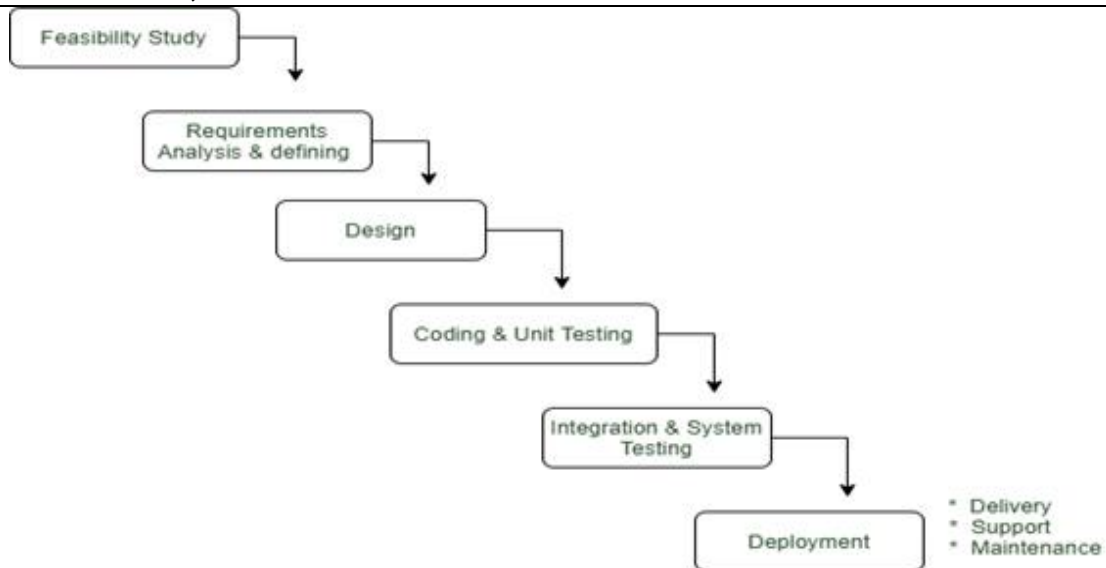 Feasibility Study
Requirements
Analysis & defining
Design
Coding & Unit Testing
Integration & System
Testing
Deployment
* Delivery
* Support
* Maintenance